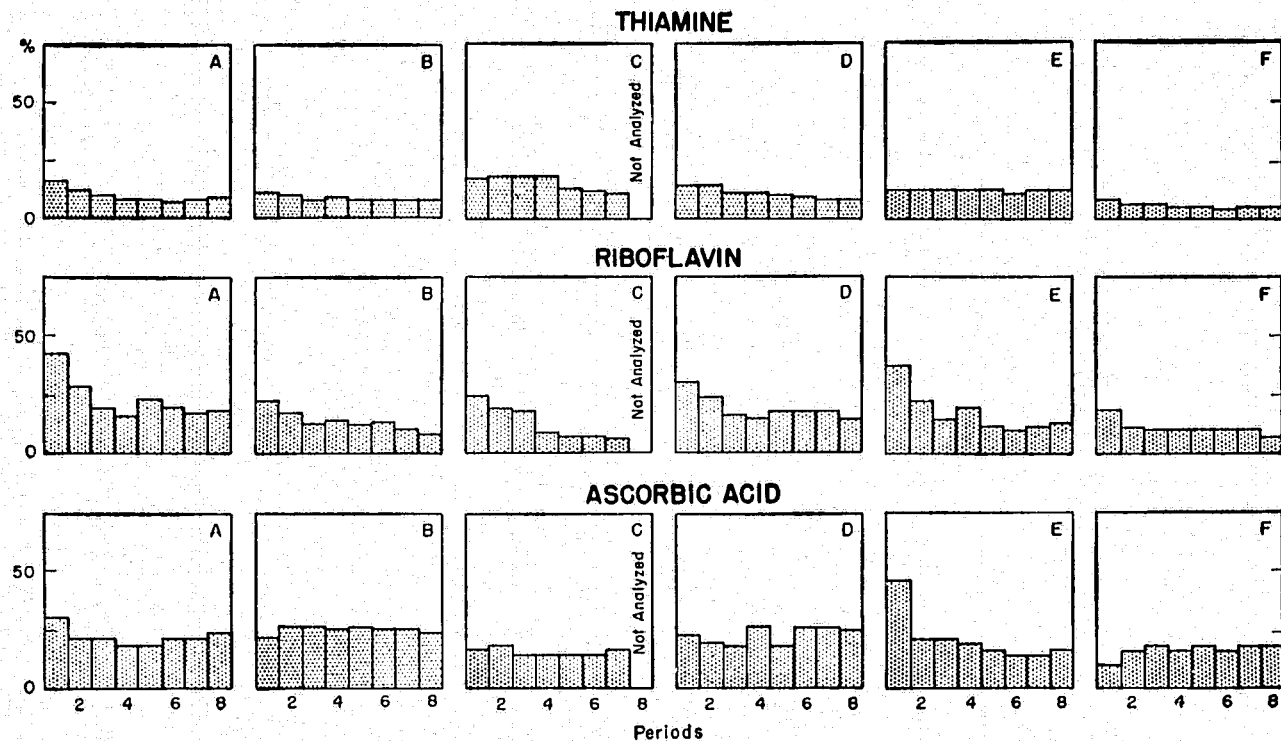 THIAMINE
% A B C D E F
50
Not Analyzed
0
RIBOFLAVIN
A B C D E F
50
Not Analyzed
0
ASCORBIC ACID
A B C D E F
50
Not Analyzed
0
2 4 6 8 2 4 6 8 2 4 6 8 2 4 6 8 2 4 6 8 2 4 6 8
Periods